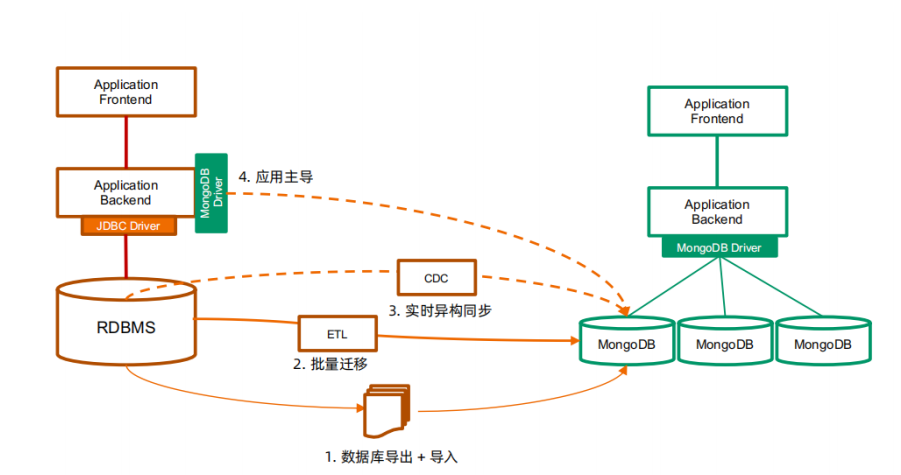 Application
Frontend
Application
Backend
JDBC Driver
MongoDB
Driver
4. 应用主导
RDBMS
CDC
3. 实时异构同步
ETL
2. 批量迁移
1. 数据库导出 + 导入
Application
Frontend
Application
Backend
MongoDB Driver
MongoDB
MongoDB
MongoDB